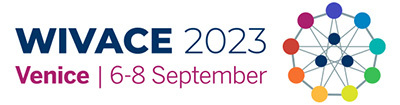 WIVACE 2023
Venice | 6-8 September